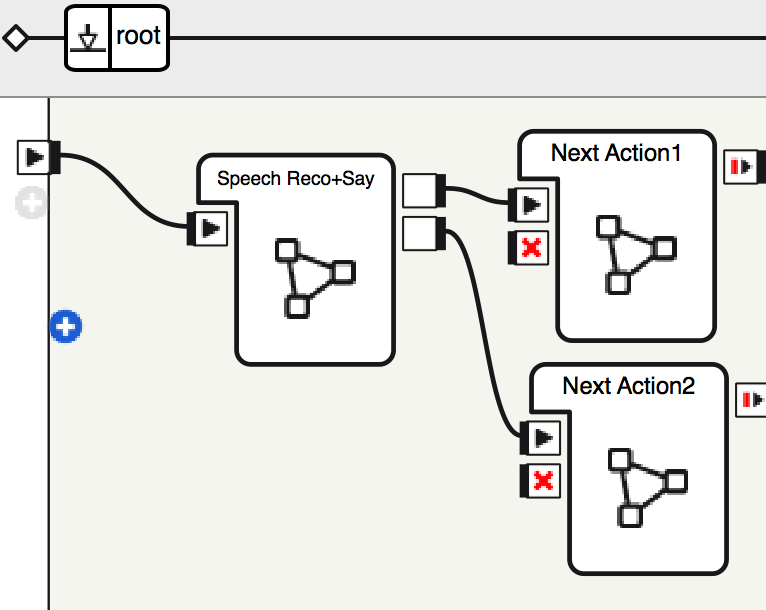 root
Speech Reco+Say
Next Action1
Next Action2